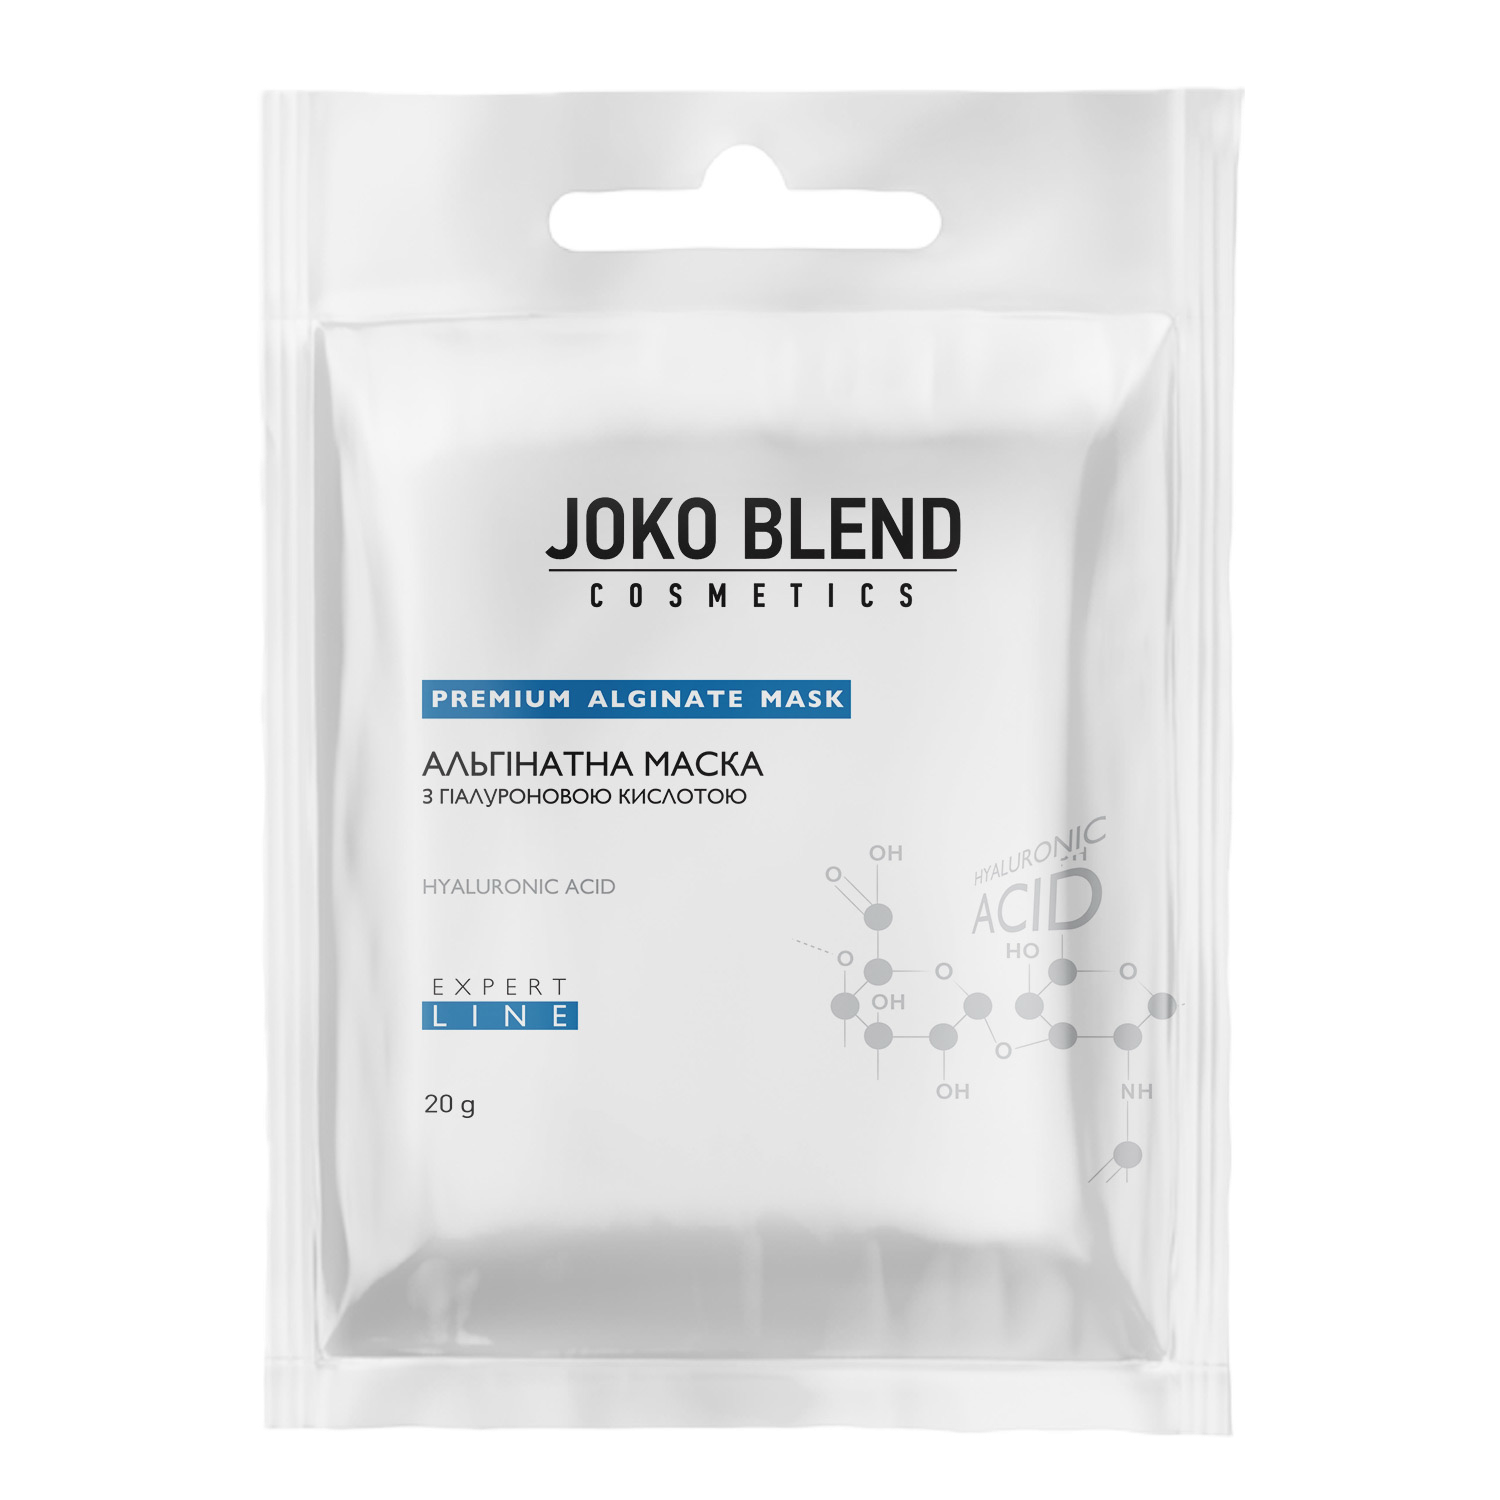 JOKO BLEND
COSMETICS
PREMIUM ALGINATE MASK
АЛЬГІНАТНА МАСКА
З ГІАЛУРОНОВОЮ КИСЛОТОЮ
HYALURONIC ACID
EXPERT
LINE
20 g
HYALURONIC
ACID
OH
O
HO
O
O
O
OH
O
OH
NH